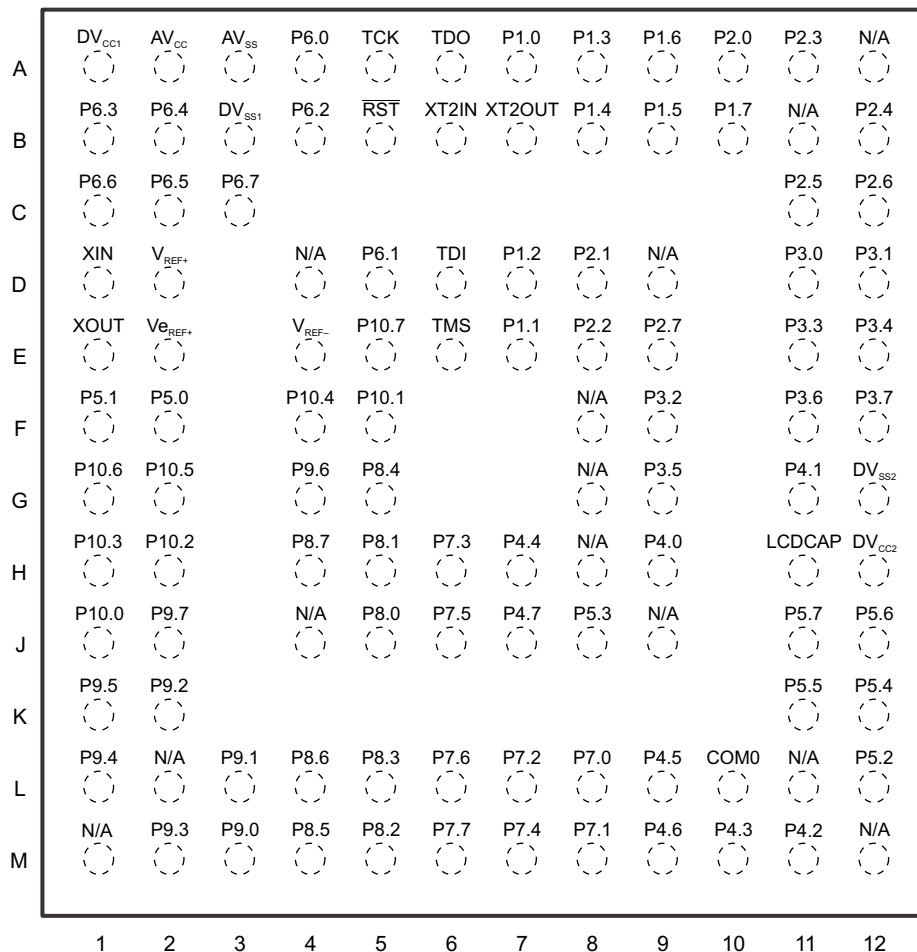 DVCC1 AVCC AVSS P6.0 TCK TDO P1.0 P1.3 P1.6 P2.0 P2.3 N/A
A
P6.3 P6.4 DVSS1 P6.2 RST XT2IN XT2OUT P1.4 P1.5 P1.7 N/A P2.4
B
P6.6 P6.5 P6.7 P2.5 P2.6
C
XIN VREF+ N/A P6.1 TDI P1.2 P2.1 N/A P3.0 P3.1
D
XOUT VeREF+ VREF– P10.7 TMS P1.1 P2.2 P2.7 P3.3 P3.4
E
P5.1 P5.0 P10.4 P10.1 N/A P3.2 P3.6 P3.7
F
P10.6 P10.5 P9.6 P8.4 N/A P3.5 P4.1 DVSS2
G
P10.3 P10.2 P8.7 P8.1 P7.3 P4.4 N/A P4.0 LCDCAP DVCC2
H
P10.0 P9.7 N/A P8.0 P7.5 P4.7 P5.3 N/A P5.7 P5.6
J
P9.5 P9.2 P5.5 P5.4
K
P9.4 N/A P9.1 P8.6 P8.3 P7.6 P7.2 P7.0 P4.5 COM0 N/A P5.2
L
N/A P9.3 P9.0 P8.5 P8.2 P7.7 P7.4 P7.1 P4.6 P4.3 P4.2 N/A
M
1 2 3 4 5 6 7 8 9 10 11 12